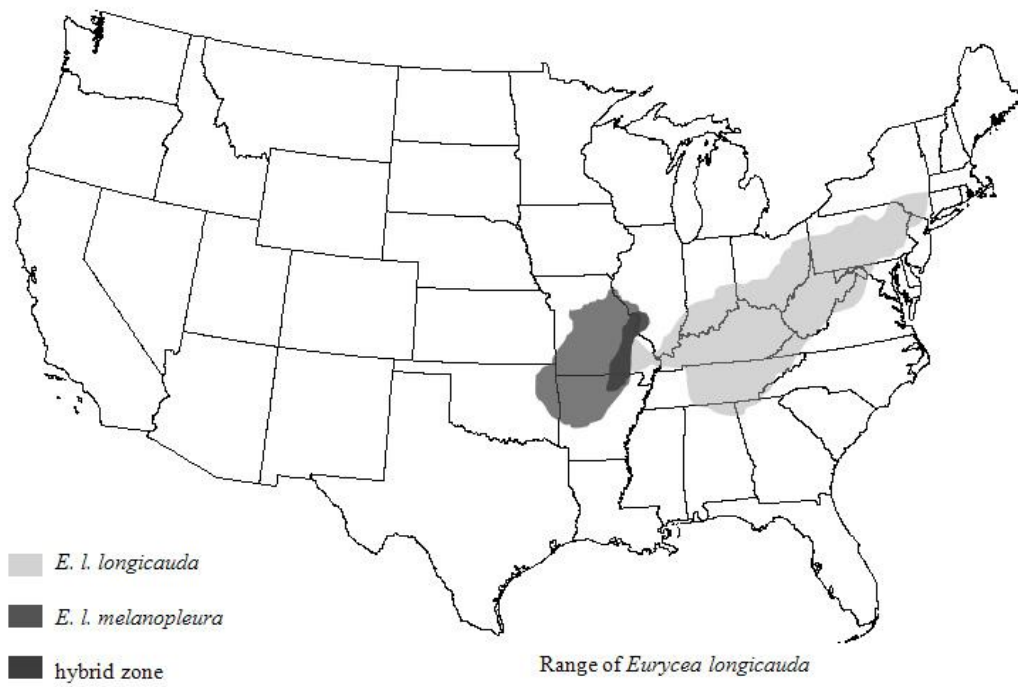 E. l. longicauda
E. l. melanopleura
hybrid zone
Range of Eurycea longicauda